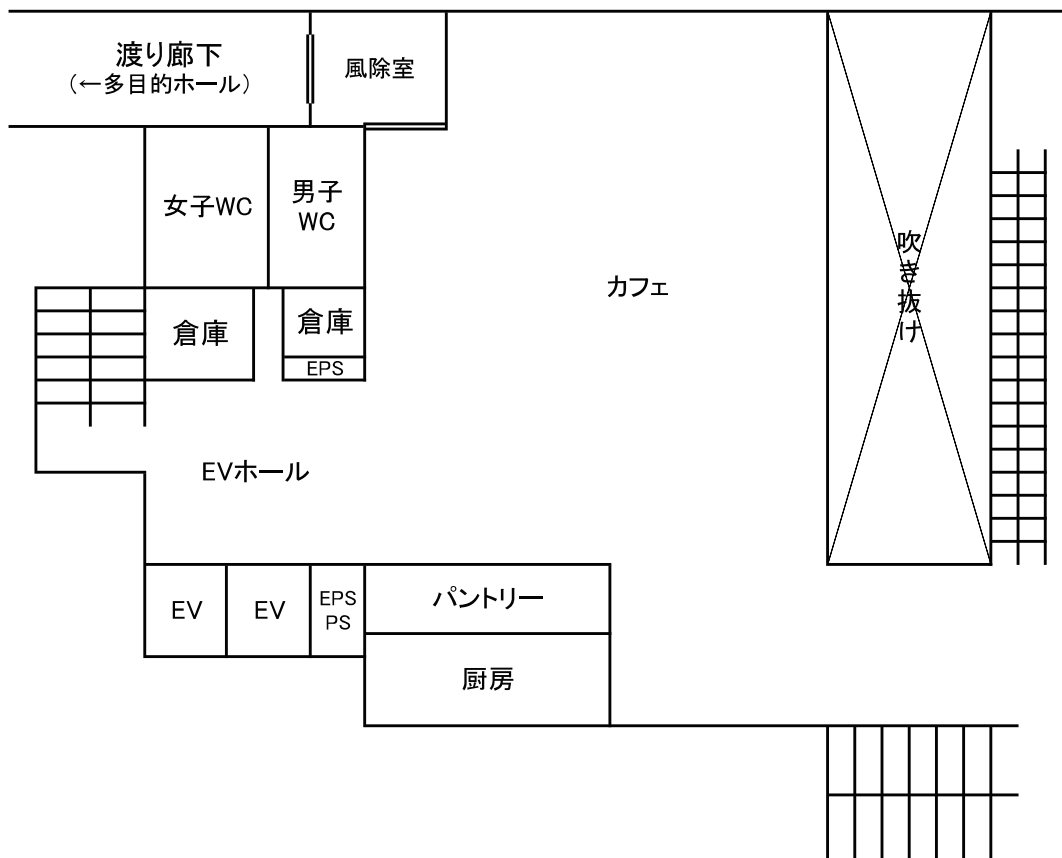 渡り廊下
(←多目的ホール)
風除室
女子WC
男子
WC
吹き抜け
カフェ
倉庫
倉庫
EPS
EVホール
EV
EV
EPS
PS
パントリー
厨房